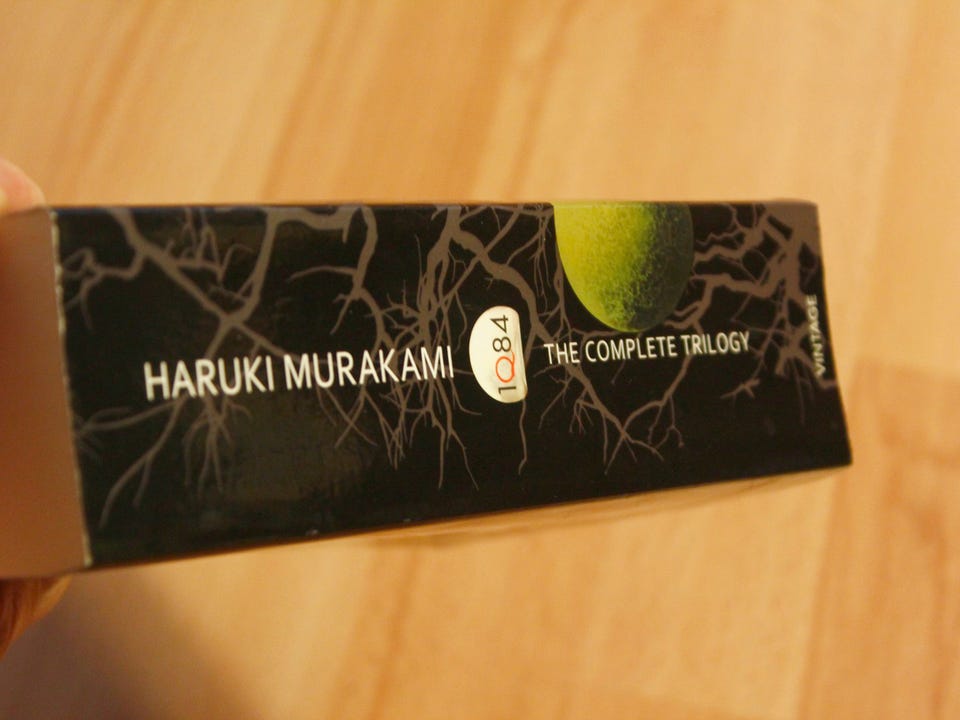 HARUKI MURAKAMI
1Q84
THE COMPLETE TRILOGY
VINTAGE